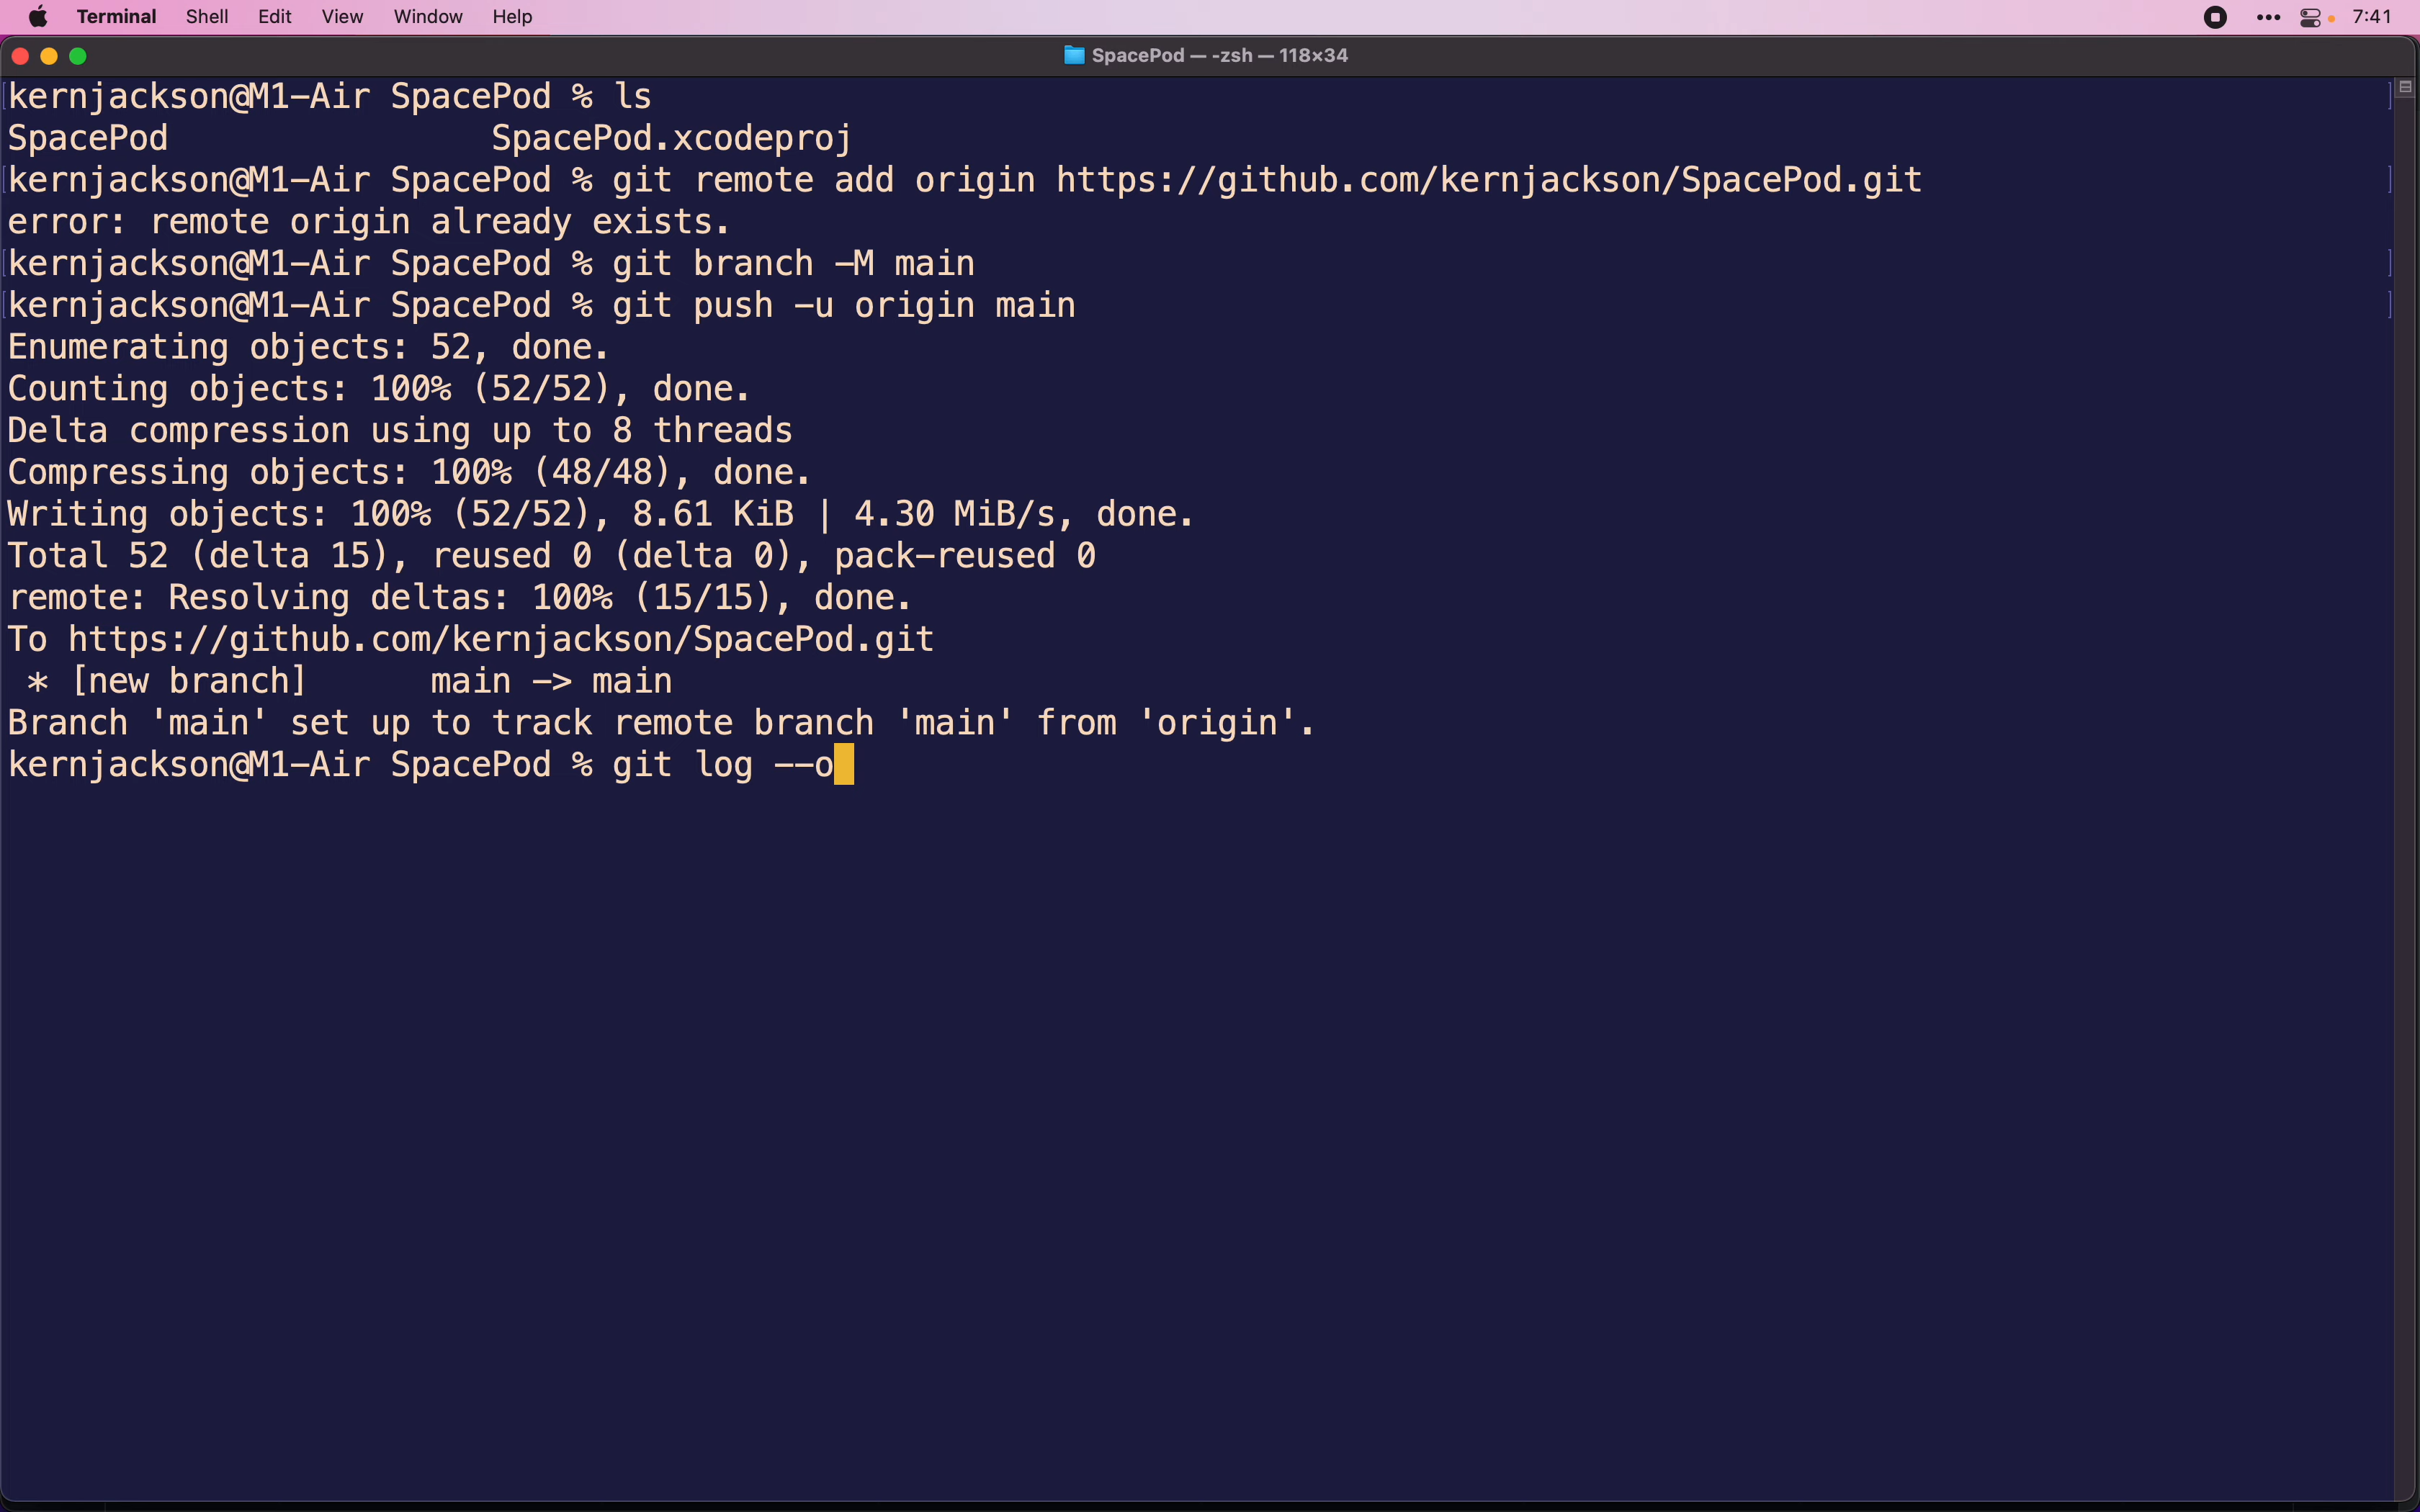 Terminal Shell Edit View Window Help 7:41
SpacePod — -zsh — 118×34
kernjackson@M1-Air SpacePod % ls
SpacePod SpacePod.xcodeproj
kernjackson@M1-Air SpacePod % git remote add origin https://github.com/kernjackson/SpacePod.git
error: remote origin already exists.
kernjackson@M1-Air SpacePod % git branch -M main
kernjackson@M1-Air SpacePod % git push -u origin main
Enumerating objects: 52, done.
Counting objects: 100% (52/52), done.
Delta compression using up to 8 threads
Compressing objects: 100% (48/48), done.
Writing objects: 100% (52/52), 8.61 KiB | 4.30 MiB/s, done.
Total 52 (delta 15), reused 0 (delta 0), pack-reused 0
remote: Resolving deltas: 100% (15/15), done.
To https://github.com/kernjackson/SpacePod.git
 * [new branch] main -> main
Branch 'main' set up to track remote branch 'main' from 'origin'.
kernjackson@M1-Air SpacePod % git log --o